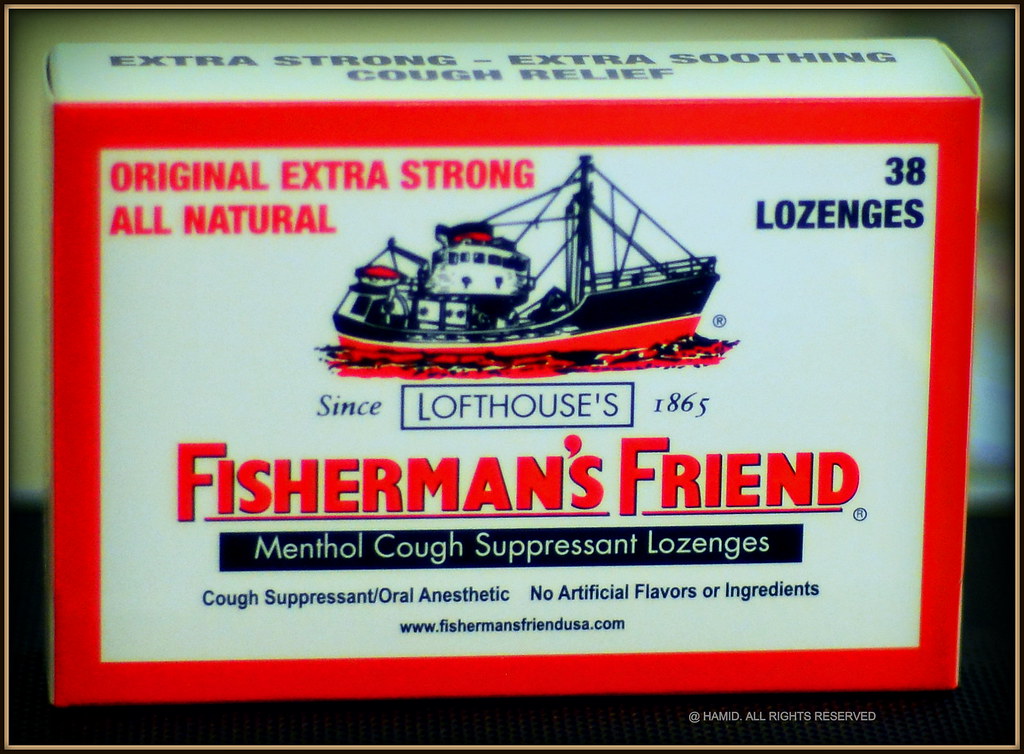 EXTRA STRONG - EXTRA SOOTHING
COUGH RELIEF
ORIGINAL EXTRA STRONG
ALL NATURAL
38
LOZENGES
®
Since LOFTHOUSE'S 1865
FISHERMAN'S FRIEND ®
Menthol Cough Suppressant Lozenges
Cough Suppressant/Oral Anesthetic No Artificial Flavors or Ingredients
www.fishermansfriendusa.com
@ HAMID. ALL RIGHTS RESERVED